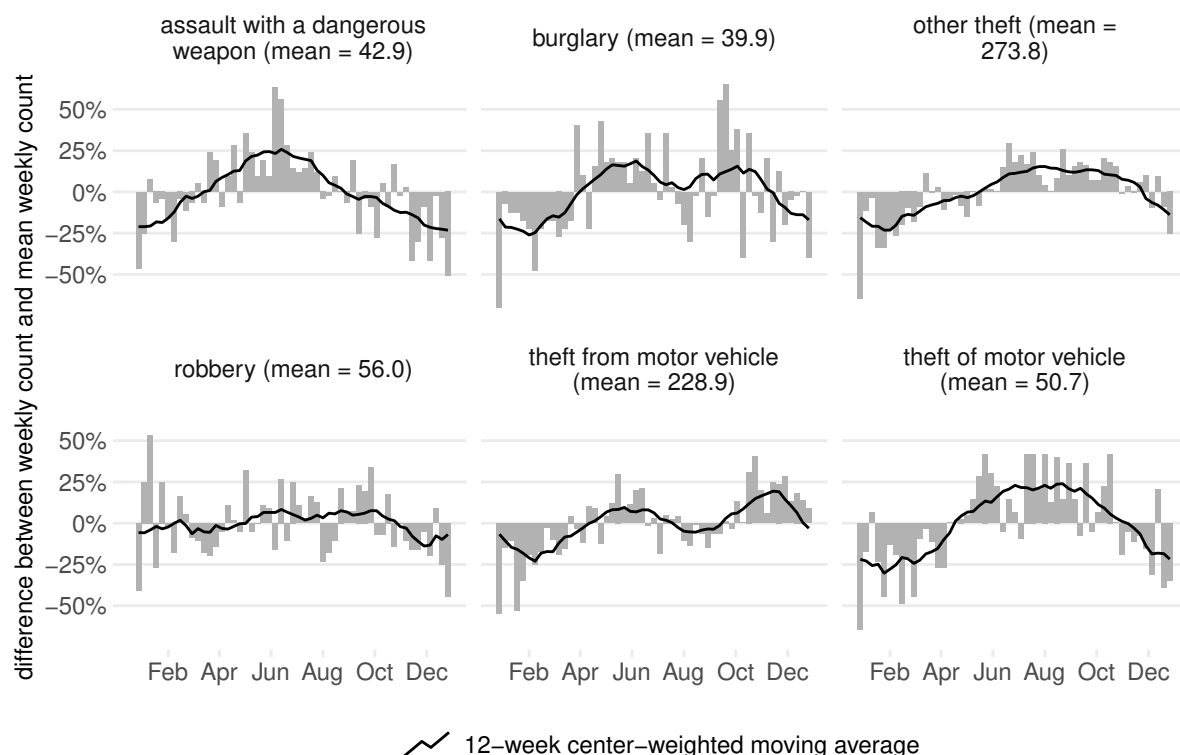 assault with a dangerous
weapon (mean = 42.9)
burglary (mean = 39.9)
other theft (mean =
273.8)
50%
25%
0%
−25%
−50%
robbery (mean = 56.0)
theft from motor vehicle
(mean = 228.9)
theft of motor vehicle
(mean = 50.7)
50%
25%
0%
−25%
−50%
difference between weekly count and mean weekly count
Feb Apr Jun Aug Oct Dec
Feb Apr Jun Aug Oct Dec
Feb Apr Jun Aug Oct Dec
12−week center−weighted moving average